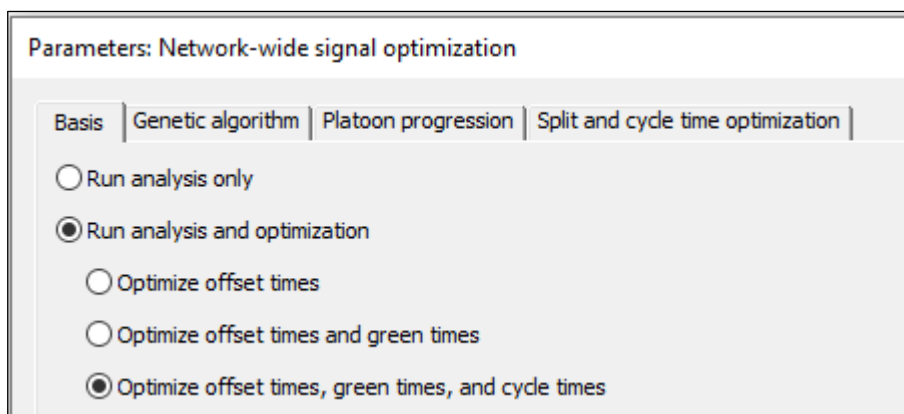 Parameters: Network-wide signal optimization
Basis Genetic algorithm Platoon progression Split and cycle time optimization
Run analysis only
Run analysis and optimization
Optimize offset times
Optimize offset times and green times
Optimize offset times, green times, and cycle times